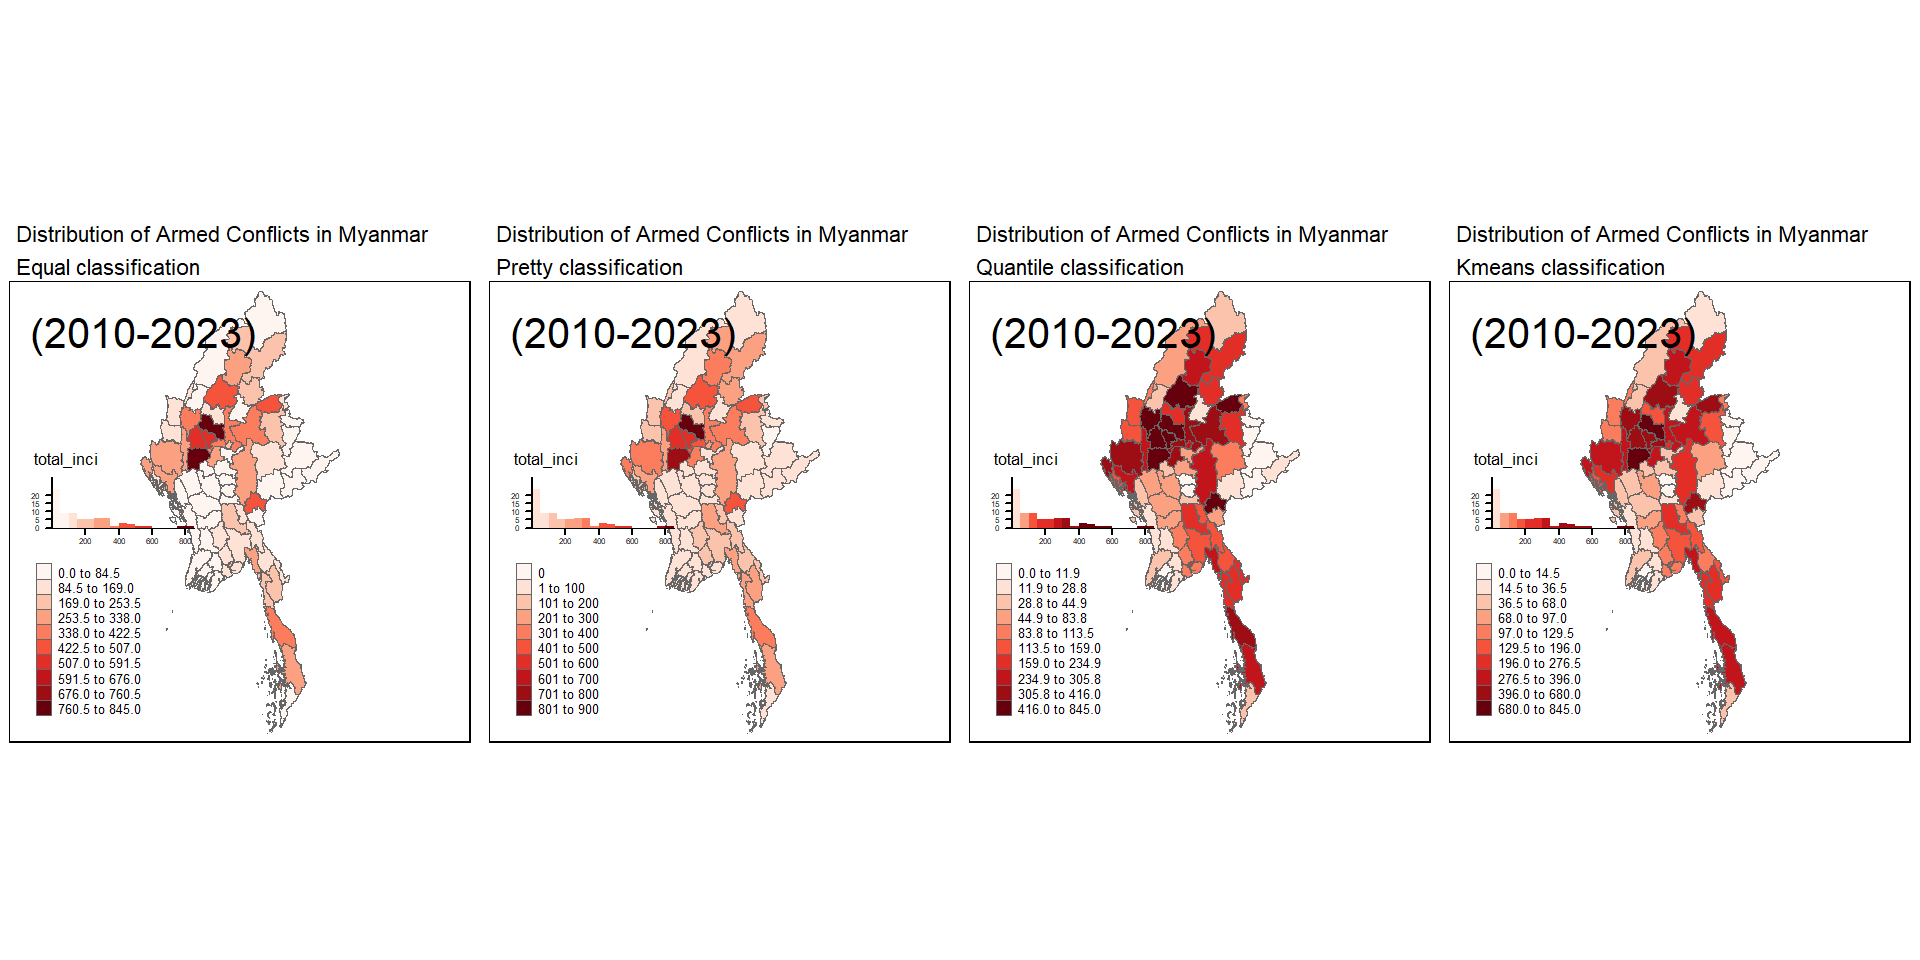 Distribution of Armed Conflicts in Myanmar
Equal classification
(2010-2023)
total_inci
20
15
10
5
0
200 400 600 800
0.0 to 84.5
84.5 to 169.0
169.0 to 253.5
253.5 to 338.0
338.0 to 422.5
422.5 to 507.0
507.0 to 591.5
591.5 to 676.0
676.0 to 760.5
760.5 to 845.0
Distribution of Armed Conflicts in Myanmar
Pretty classification
(2010-2023)
total_inci
20
15
10
5
0
200 400 600 800
0
1 to 100
101 to 200
201 to 300
301 to 400
401 to 500
501 to 600
601 to 700
701 to 800
801 to 900
Distribution of Armed Conflicts in Myanmar
Quantile classification
(2010-2023)
total_inci
20
15
10
5
0
200 400 600 800
0.0 to 11.9
11.9 to 28.8
28.8 to 44.9
44.9 to 83.8
83.8 to 113.5
113.5 to 159.0
159.0 to 234.9
234.9 to 305.8
305.8 to 416.0
416.0 to 845.0
Distribution of Armed Conflicts in Myanmar
Kmeans classification
(2010-2023)
total_inci
20
15
10
5
0
200 400 600 800
0.0 to 14.5
14.5 to 36.5
36.5 to 68.0
68.0 to 97.0
97.0 to 129.5
129.5 to 196.0
196.0 to 276.5
276.5 to 396.0
396.0 to 680.0
680.0 to 845.0